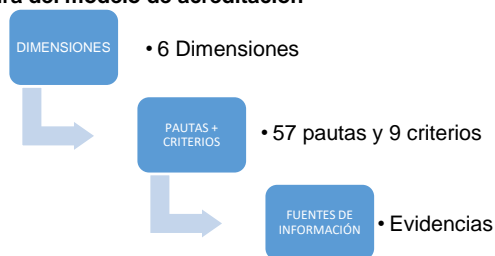 del modelo de acreditación
DIMENSIONES
• 6 Dimensiones
PAUTAS +
CRITERIOS
• 57 pautas y 9 criterios
FUENTES DE
INFORMACIÓN
• Evidencias